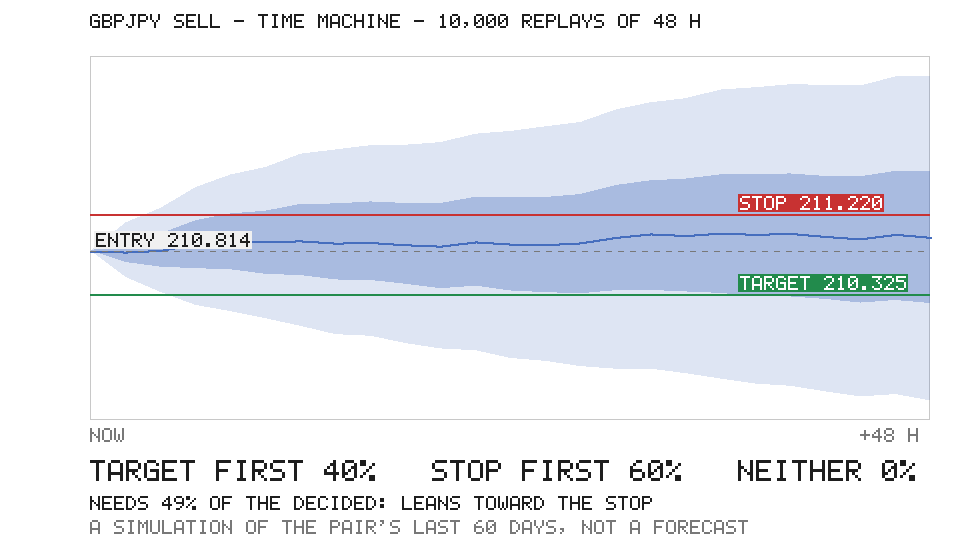 GBPJPY SELL - TIME MACHINE - 10,000 REPLAYS OF 48 H
STOP 211.220
ENTRY 210.814
TARGET 210.325
NOW +48 H
TARGET FIRST 40% STOP FIRST 60% NEITHER 0%
NEEDS 49% OF THE DECIDED: LEANS TOWARD THE STOP
A SIMULATION OF THE PAIR'S LAST 60 DAYS, NOT A FORECAST